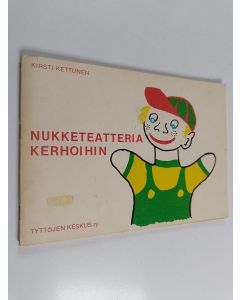 KIRSTI KETTUNEN
NUKKETEATTERIA
KERHOIHIN
TYTTÖJEN KESKUS ry